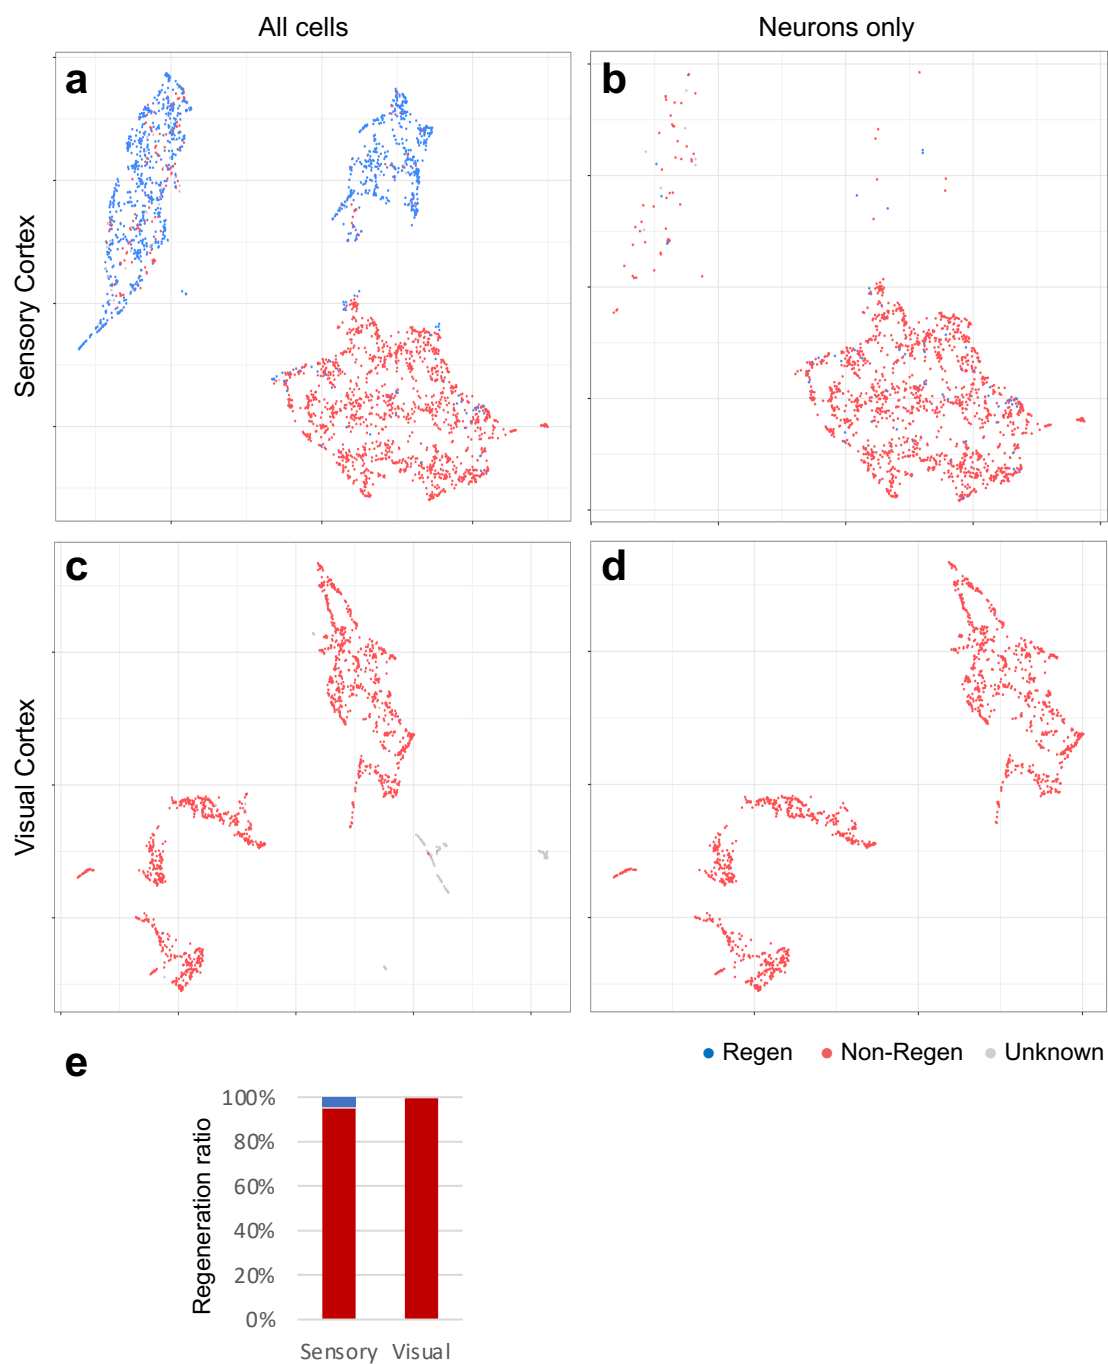 All cells
Neurons only
a
b
Sensory Cortex
c
d
Visual Cortex
Regen
Non-Regen
Unknown
e
Regeneration ratio
100%
80%
60%
40%
20%
0%
Sensory
Visual